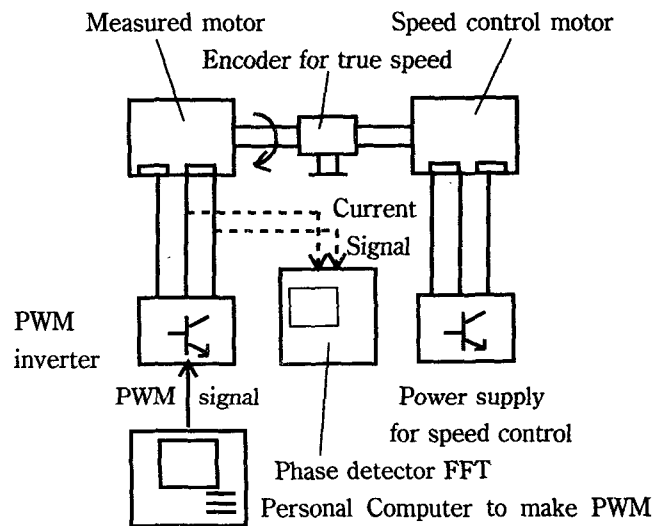 Measured motor
Speed control motor
Encoder for true speed
Current
Signal
PWM
inverter
PWM signal
Power supply
for speed control
Phase detector FFT
Personal Computer to make PWM